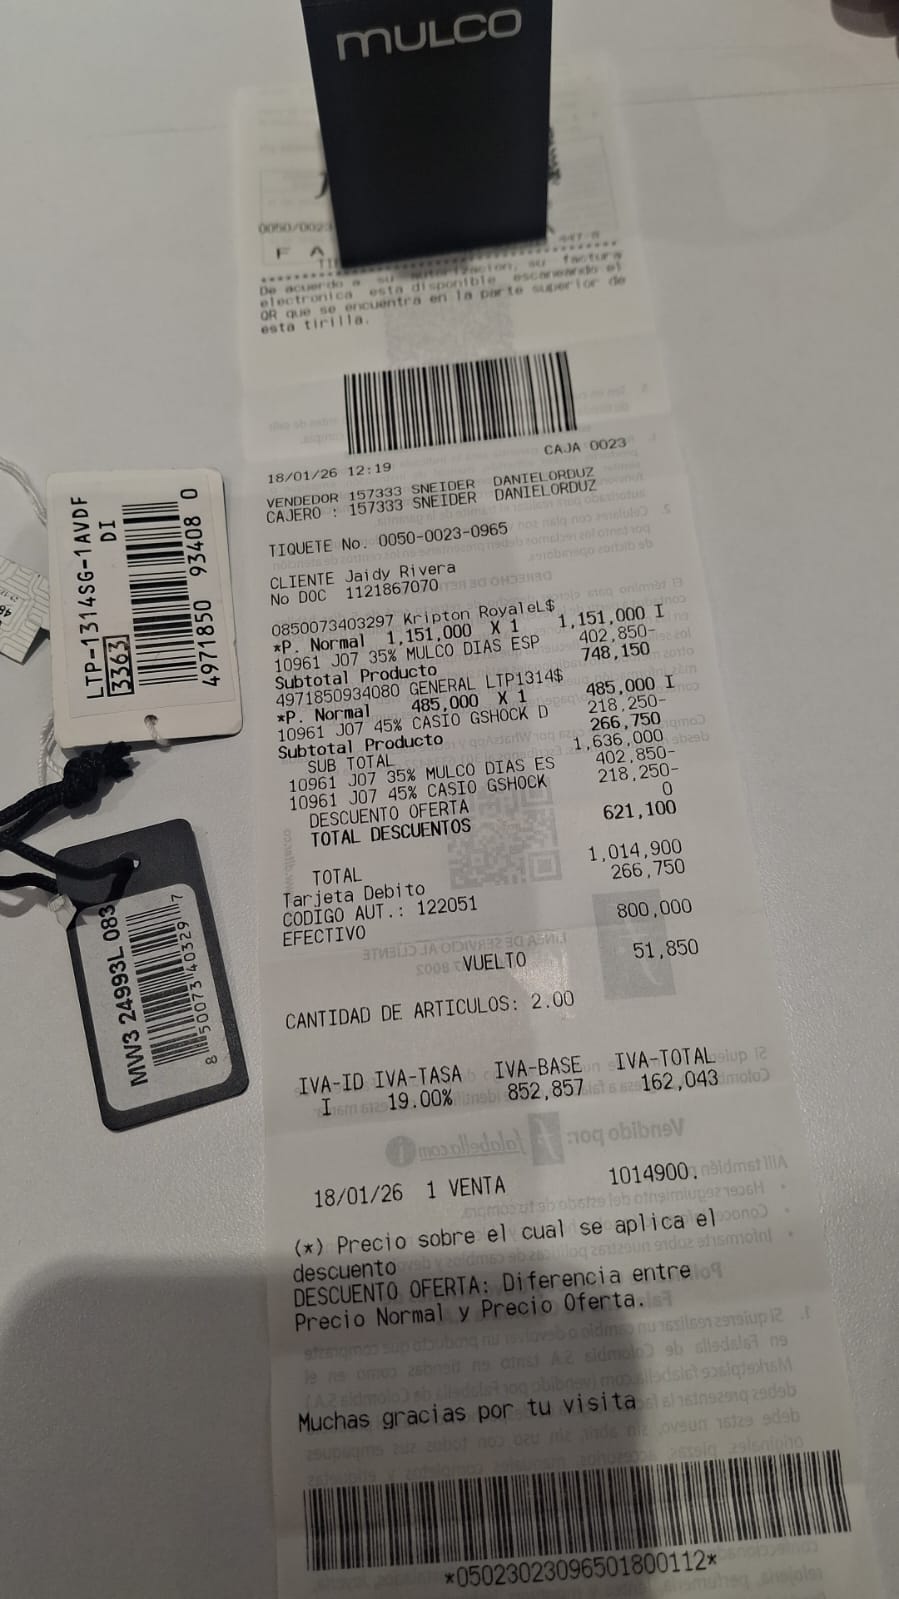 MULCO
0050/0023
F A
De acuerdo a su autorizacion, su factura
electronica esta disponible, escaneando el
QR que se encuentra en la parte superior de
esta tirilla.
18/01/26 12:19 CAJA 0023
VENDEDOR 157333 SNEIDER DANIELORDUZ
CAJERO : 157333 SNEIDER DANIELORDUZ
TIQUETE No. 0050-0023-0965
CLIENTE Jaidy Rivera
No DOC 1121867070
0850073403297 Kripton RoyaleL$
*P. Normal 1,151,000 X 1 1,151,000 I
10961 J07 35% MULCO DIAS ESP 402,850-
Subtotal Producto 748,150
4971850934080 GENERAL LTP1314$
*P. Normal 485,000 X 1 485,000 I
10961 J07 45% CASIO GSHOCK D 218,250-
Subtotal Producto 266,750
SUB TOTAL 1,636,000
10961 J07 35% MULCO DIAS ES 402,850-
10961 J07 45% CASIO GSHOCK 218,250-
DESCUENTO OFERTA 0
TOTAL DESCUENTOS 621,100
TOTAL 1,014,900
Tarjeta Debito 266,750
CODIGO AUT.: 122051
EFECTIVO 800,000
VUELTO 51,850
CANTIDAD DE ARTICULOS: 2.00
IVA-ID IVA-TASA IVA-BASE IVA-TOTAL
I 19.00% 852,857 162,043
18/01/26 1 VENTA 1014900.
(*) Precio sobre el cual se aplica el
descuento
DESCUENTO OFERTA: Diferencia entre
Precio Normal y Precio Oferta.
Muchas gracias por tu visita
*05023023096501800112*
LTP-1314SG-1AVDF
DI
3363
4971850 93408 0
MW3 24993L 083
8 50073 40329 7